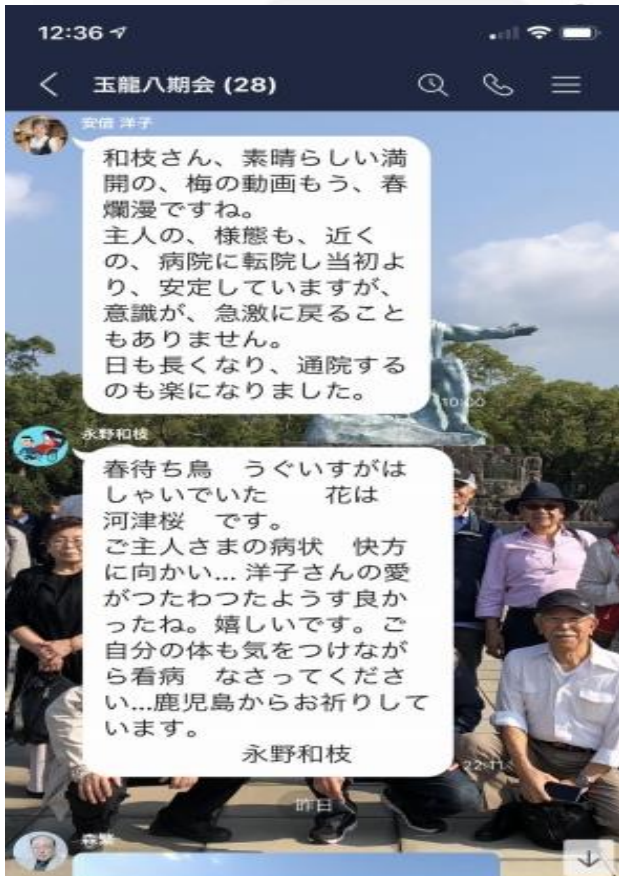 12:36
玉龍八期会 (28)
安倍 洋子
和枝さん、素晴らしい満
開の、梅の動画もう、春
爛漫ですね。
主人の、様態も、近く
の、病院に転院し当初よ
り、安定していますが、
意識が、急激に戻ること
もありません。
日も長くなり、通院する
のも楽になりました。
10:00
永野和枝
春待ち鳥　うぐいすがは
しゃいでいた　　花は
河津桜　です。
ご主人さまの病状　快方
に向かい... 洋子さんの愛
がつたわつたようす良か
ったね。嬉しいです。ご
自分の体も気をつけなが
ら看病　なさってくださ
い...鹿児島からお祈りして
います。
永野和枝
22:11
昨日
森繁